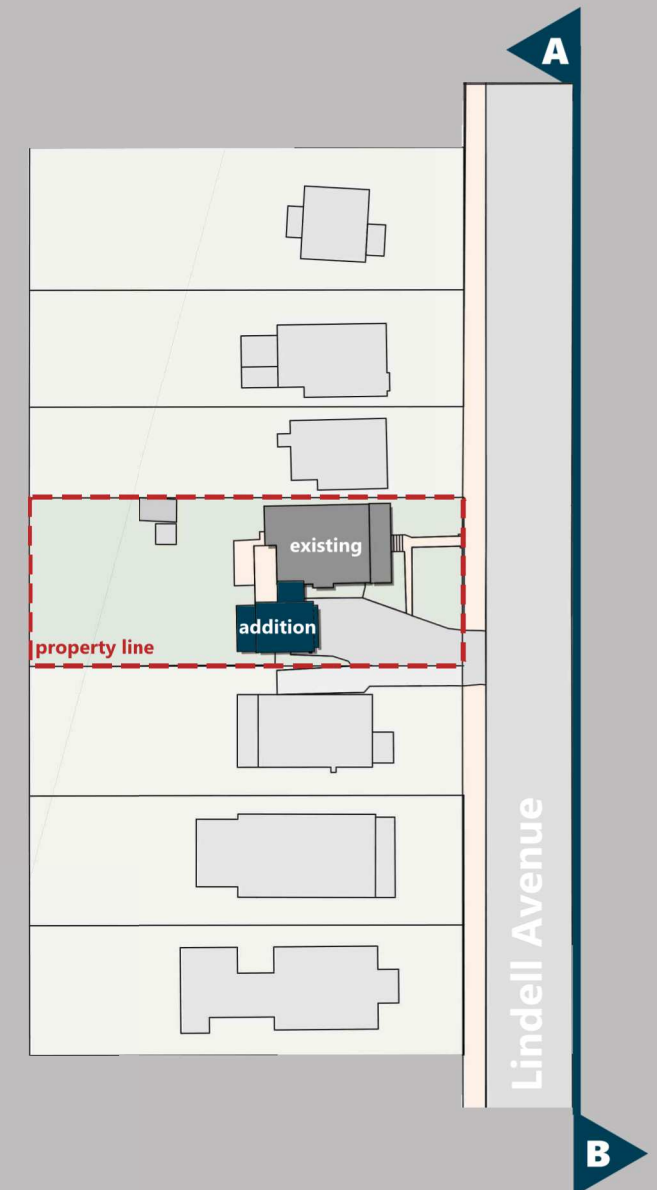 A
existing
addition
property line
Lindell Avenue
B